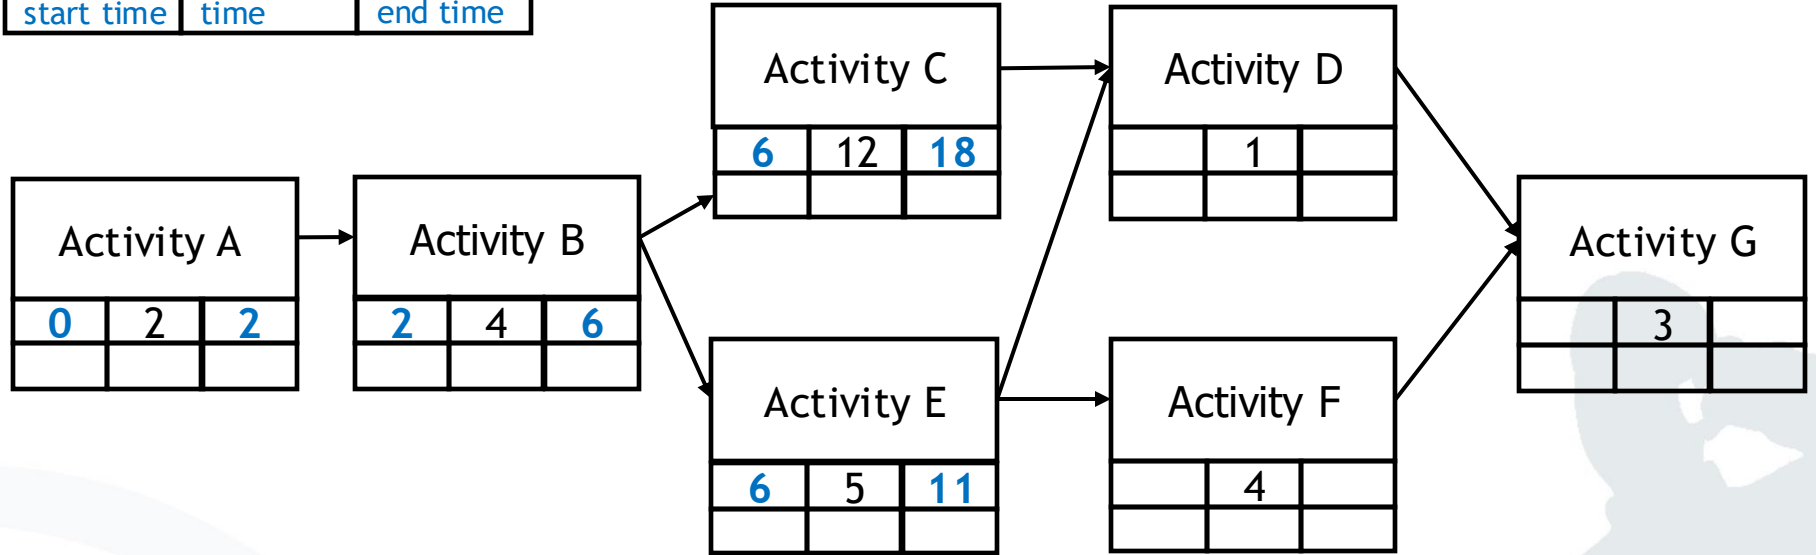 start time time end time
Activity C
6 12 18
Activity D
1
Activity A
0 2 2
Activity B
2 4 6
Activity E
6 5 11
Activity F
4
Activity G
3